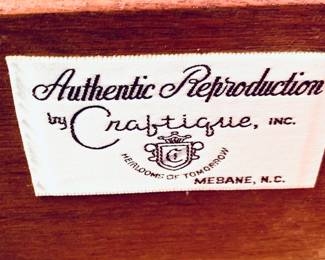 Authentic Reproduction
by Craftique, INC.
C
HEIRLOOMS OF TOMORROW
MEBANE, N.C.